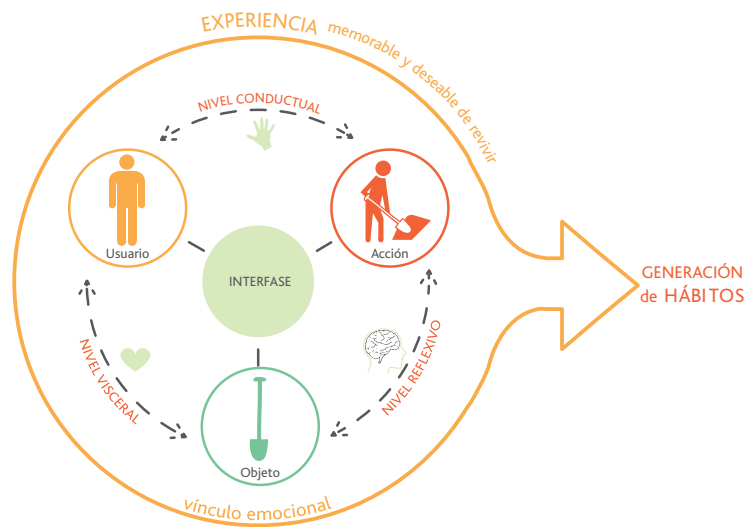 EXPERIENCIA memorable y deseable de revivir
NIVEL CONDUCTUAL
Usuario
Acción
INTERFASE
GENERACIÓN
de HÁBITOS
NIVEL VISCERAL
NIVEL REFLEXIVO
Objeto
vínculo emocional